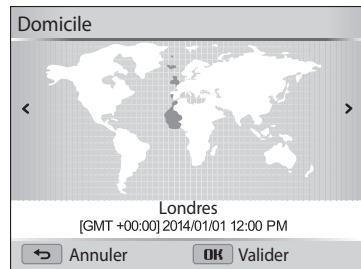 Domicile
Londres
[GMT +00:00] 2014/01/01 12:00 PM
Annuler
OK Valider